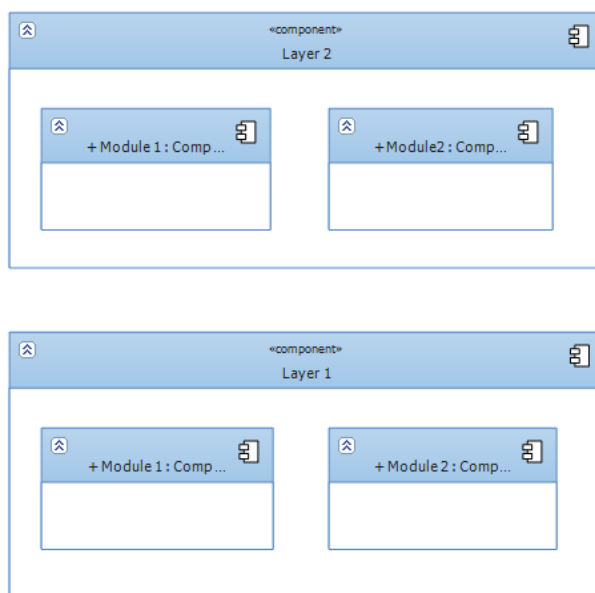 «component»
Layer 2
+ Module 1 : Comp...
+ Module2 : Comp...
«component»
Layer 1
+ Module 1 : Comp...
+ Module 2 : Comp...